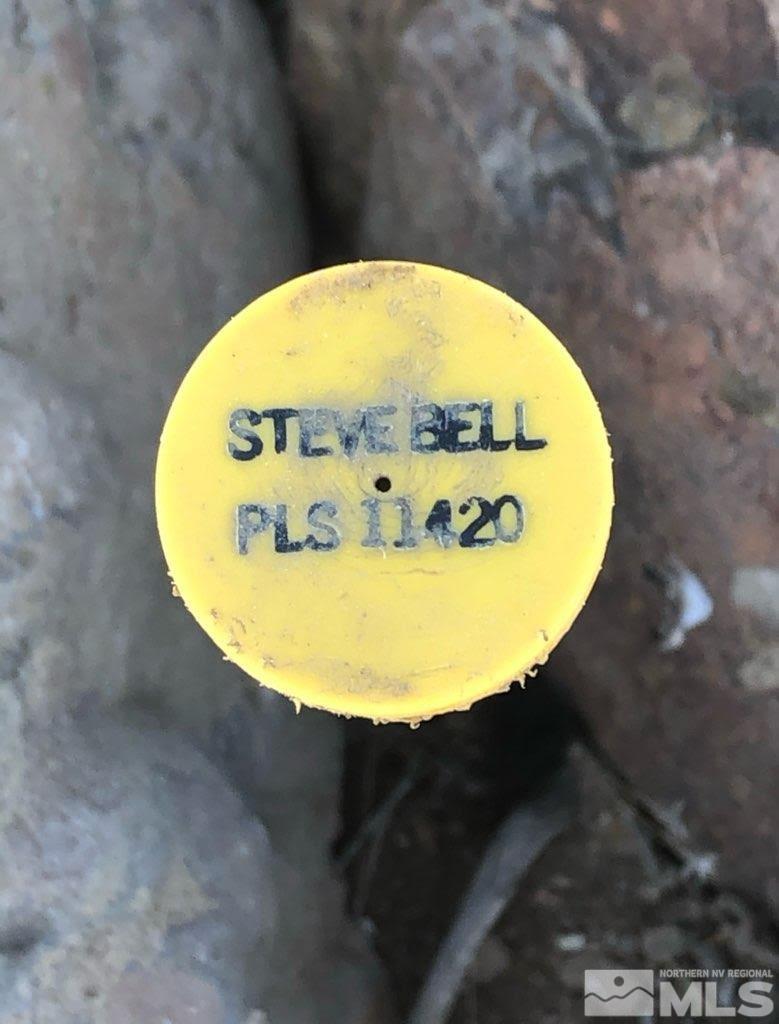 STEVE BELL
PLS 11420
NORTHERN NV REGIONAL
MLS